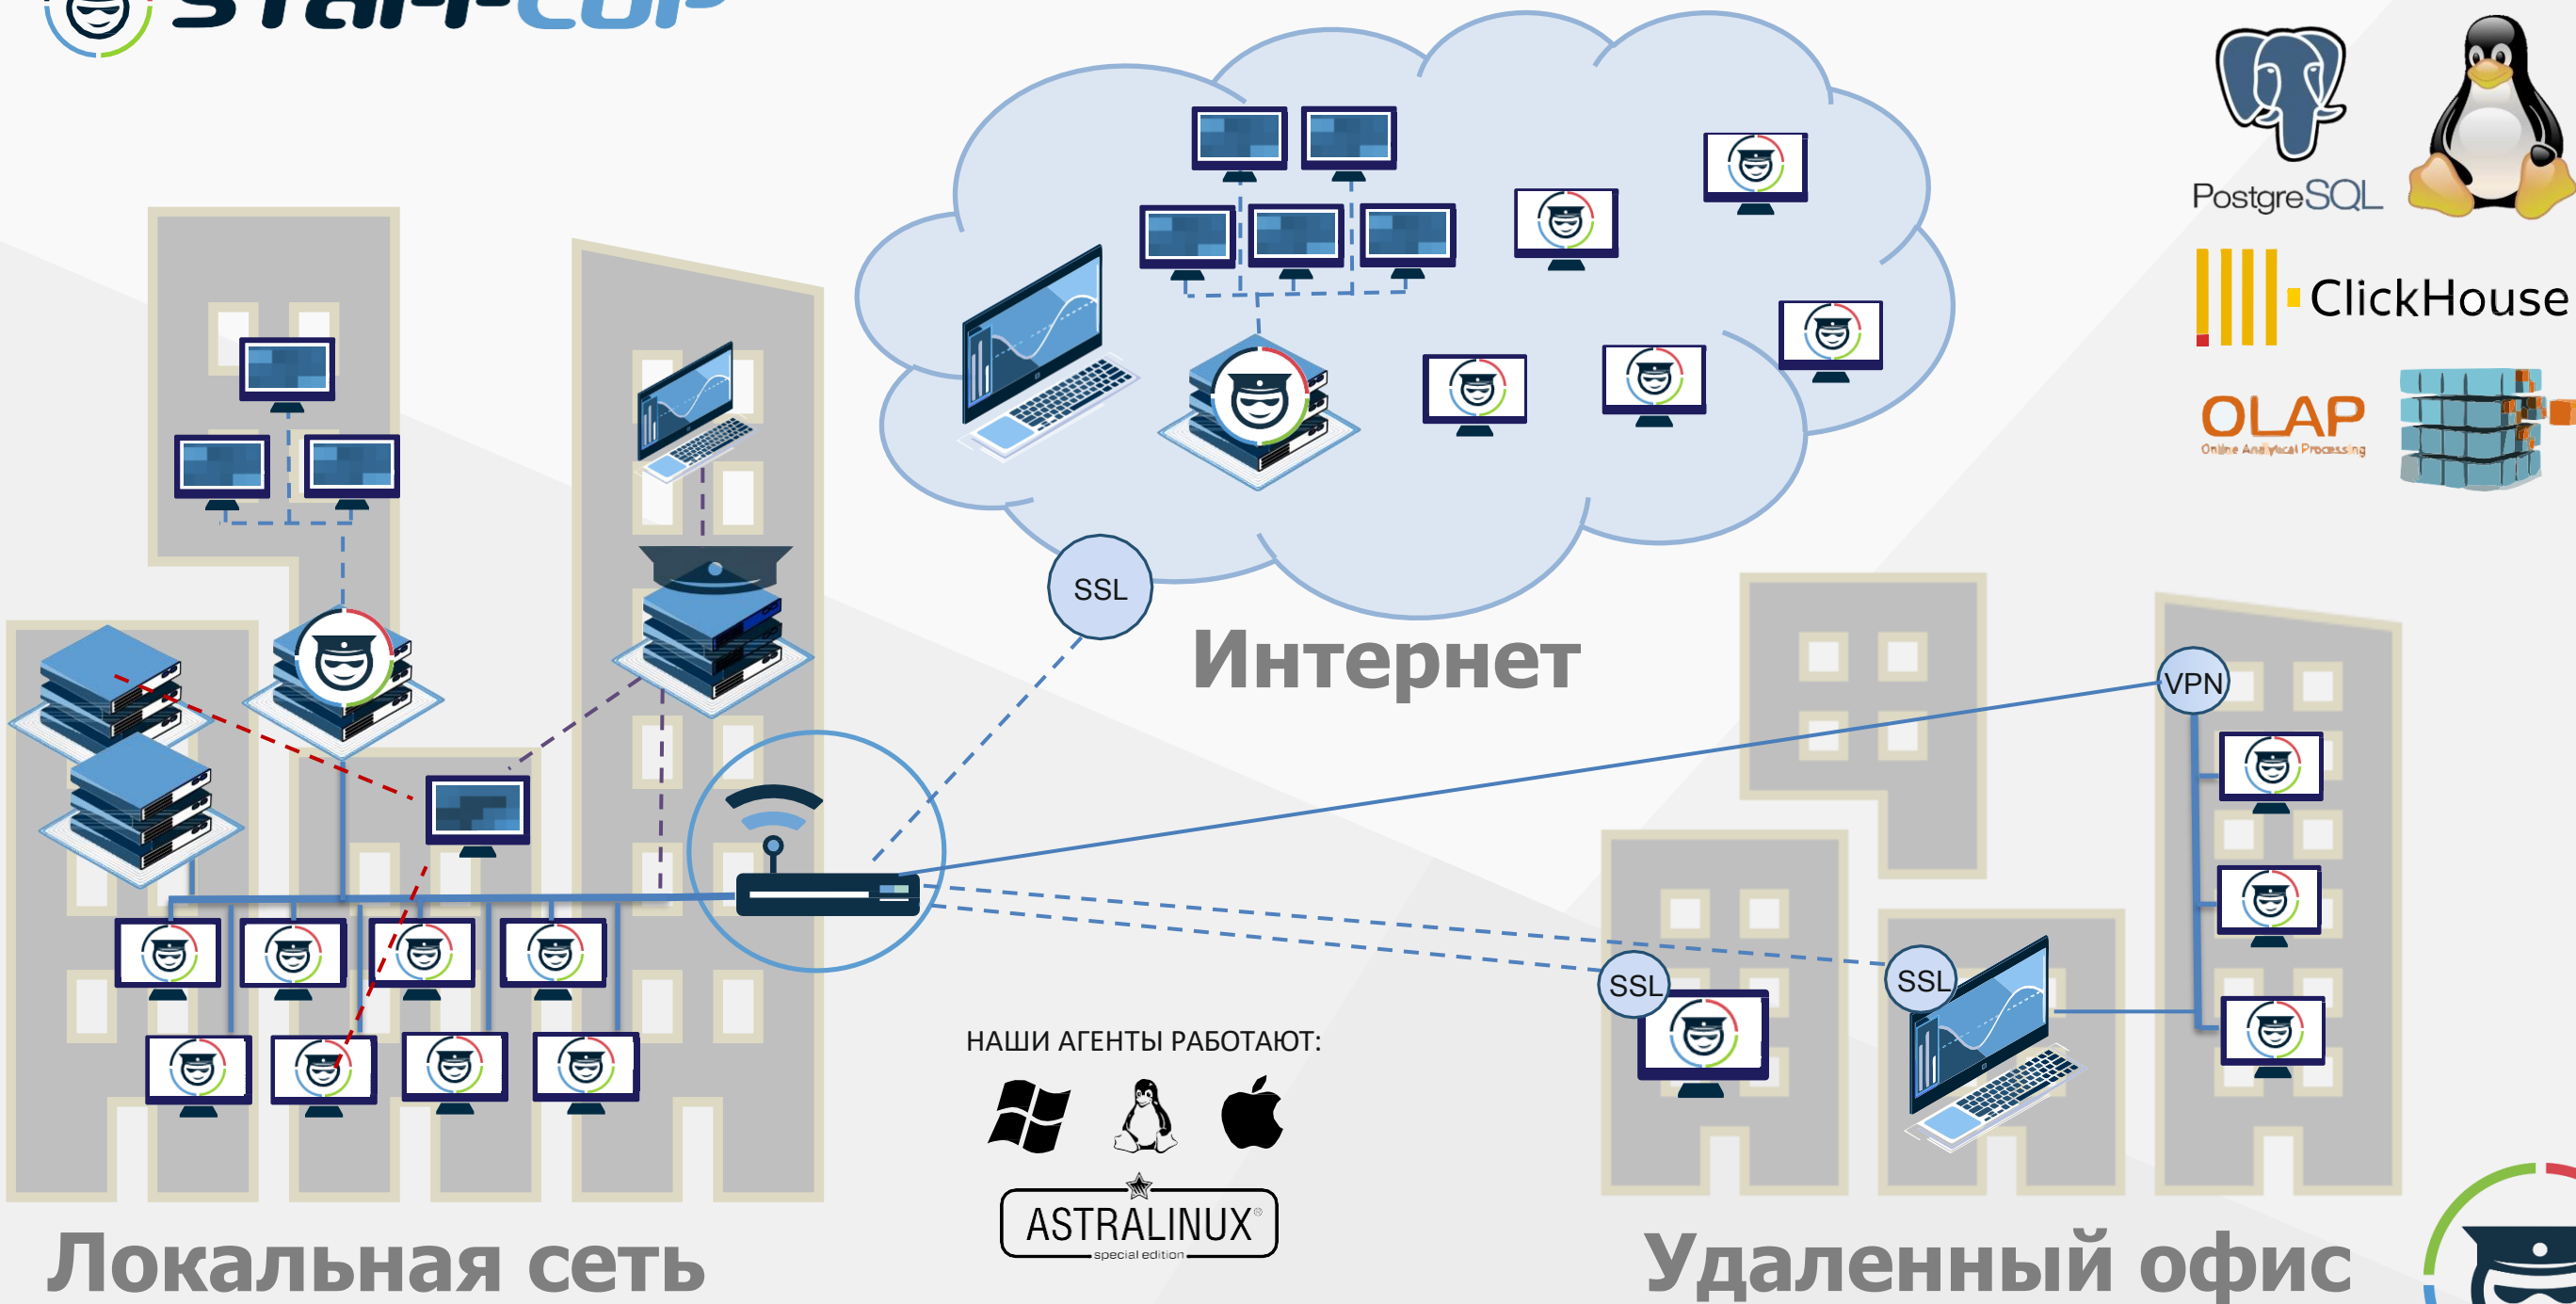 STAFFCOP
PostgreSQL
ClickHouse
OLAP
Online Analytical Processing
SSL
Интернет
VPN
SSL
SSL
НАШИ АГЕНТЫ РАБОТАЮТ:
ASTRALINUX®
special edition
Локальная сеть
Удаленный офис